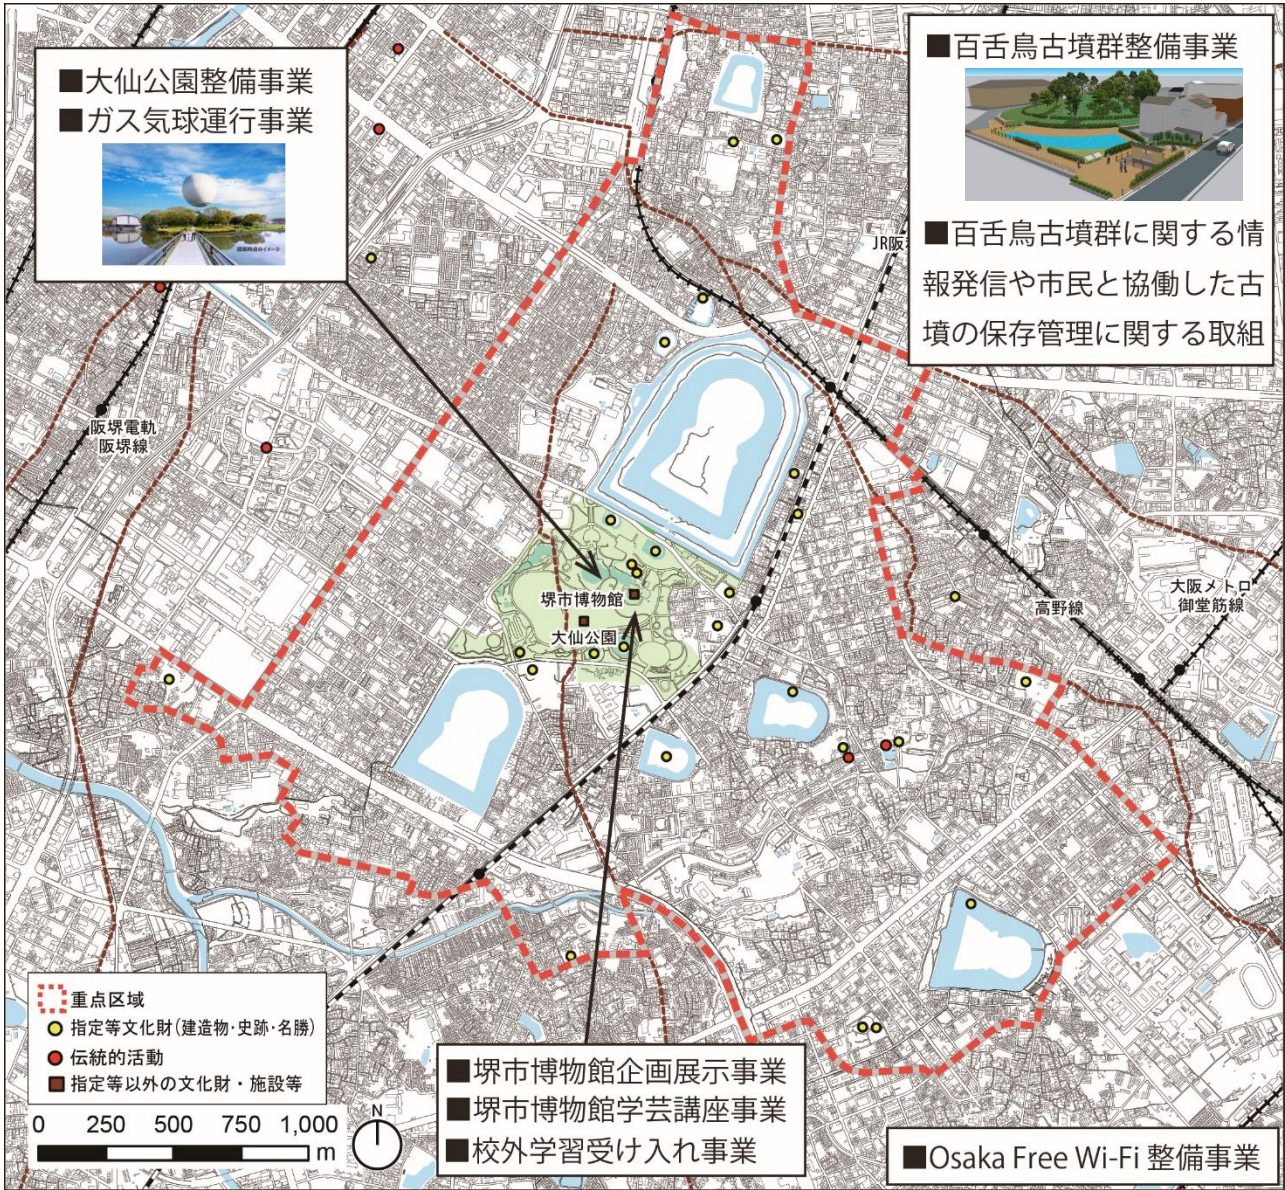 ■大仙公園整備事業
■ガス気球運行事業
■百舌鳥古墳群整備事業
■百舌鳥古墳群に関する情
報発信や市民と協働した古
墳の保存管理に関する取組
JR阪
阪堺電軌
阪堺線
堺市博物館
大仙公園
高野線
大阪メトロ
御堂筋線
重点区域
指定等文化財(建造物・史跡・名勝)
伝統的活動
指定等以外の文化財・施設等
0 250 500 750 1,000
m
N
■堺市博物館企画展示事業
■堺市博物館学芸講座事業
■校外学習受け入れ事業
■Osaka Free Wi-Fi 整備事業